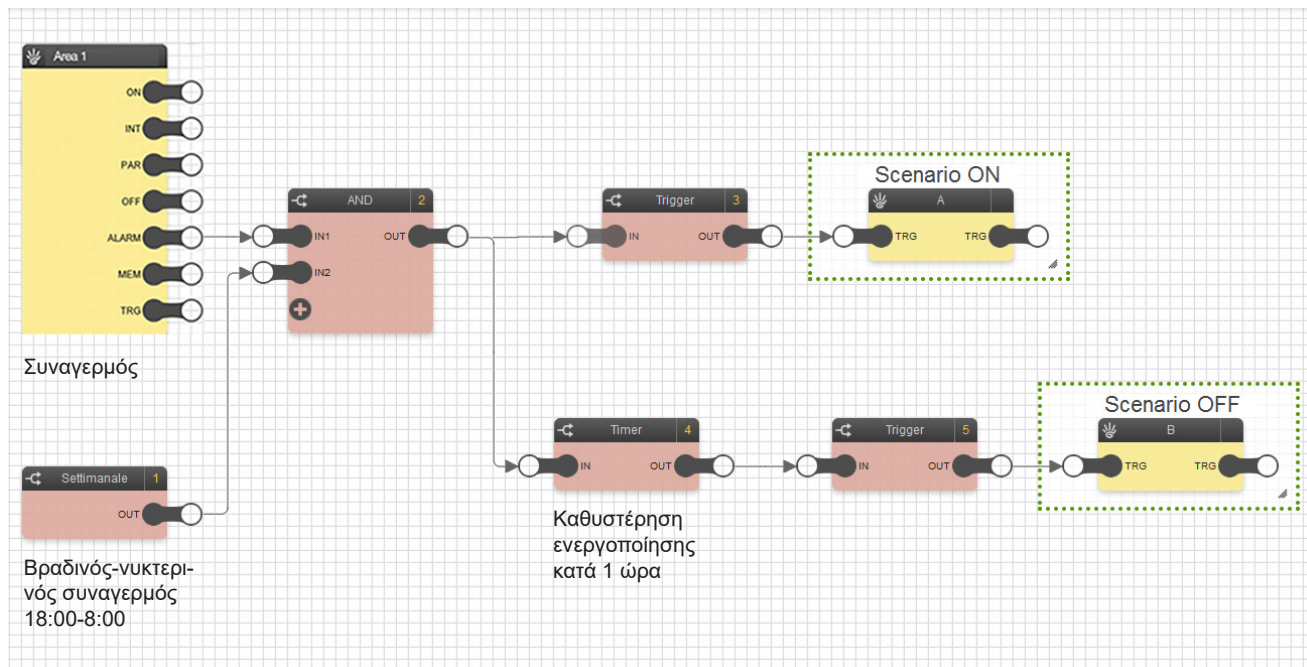 Area 1
ON
INT
PAR
OFF
ALARM
MEM
TRG
Συναγερμός
Settimanale 1
OUT
Βραδινός-νυκτερι-
νός συναγερμός
18:00-8:00
AND 2
IN1 OUT
IN2
Trigger 3
IN OUT
Scenario ON
A
TRG TRG
Timer 4
IN OUT
Καθυστέρηση
ενεργοποίησης
κατά 1 ώρα
Trigger 5
IN OUT
Scenario OFF
B
TRG TRG